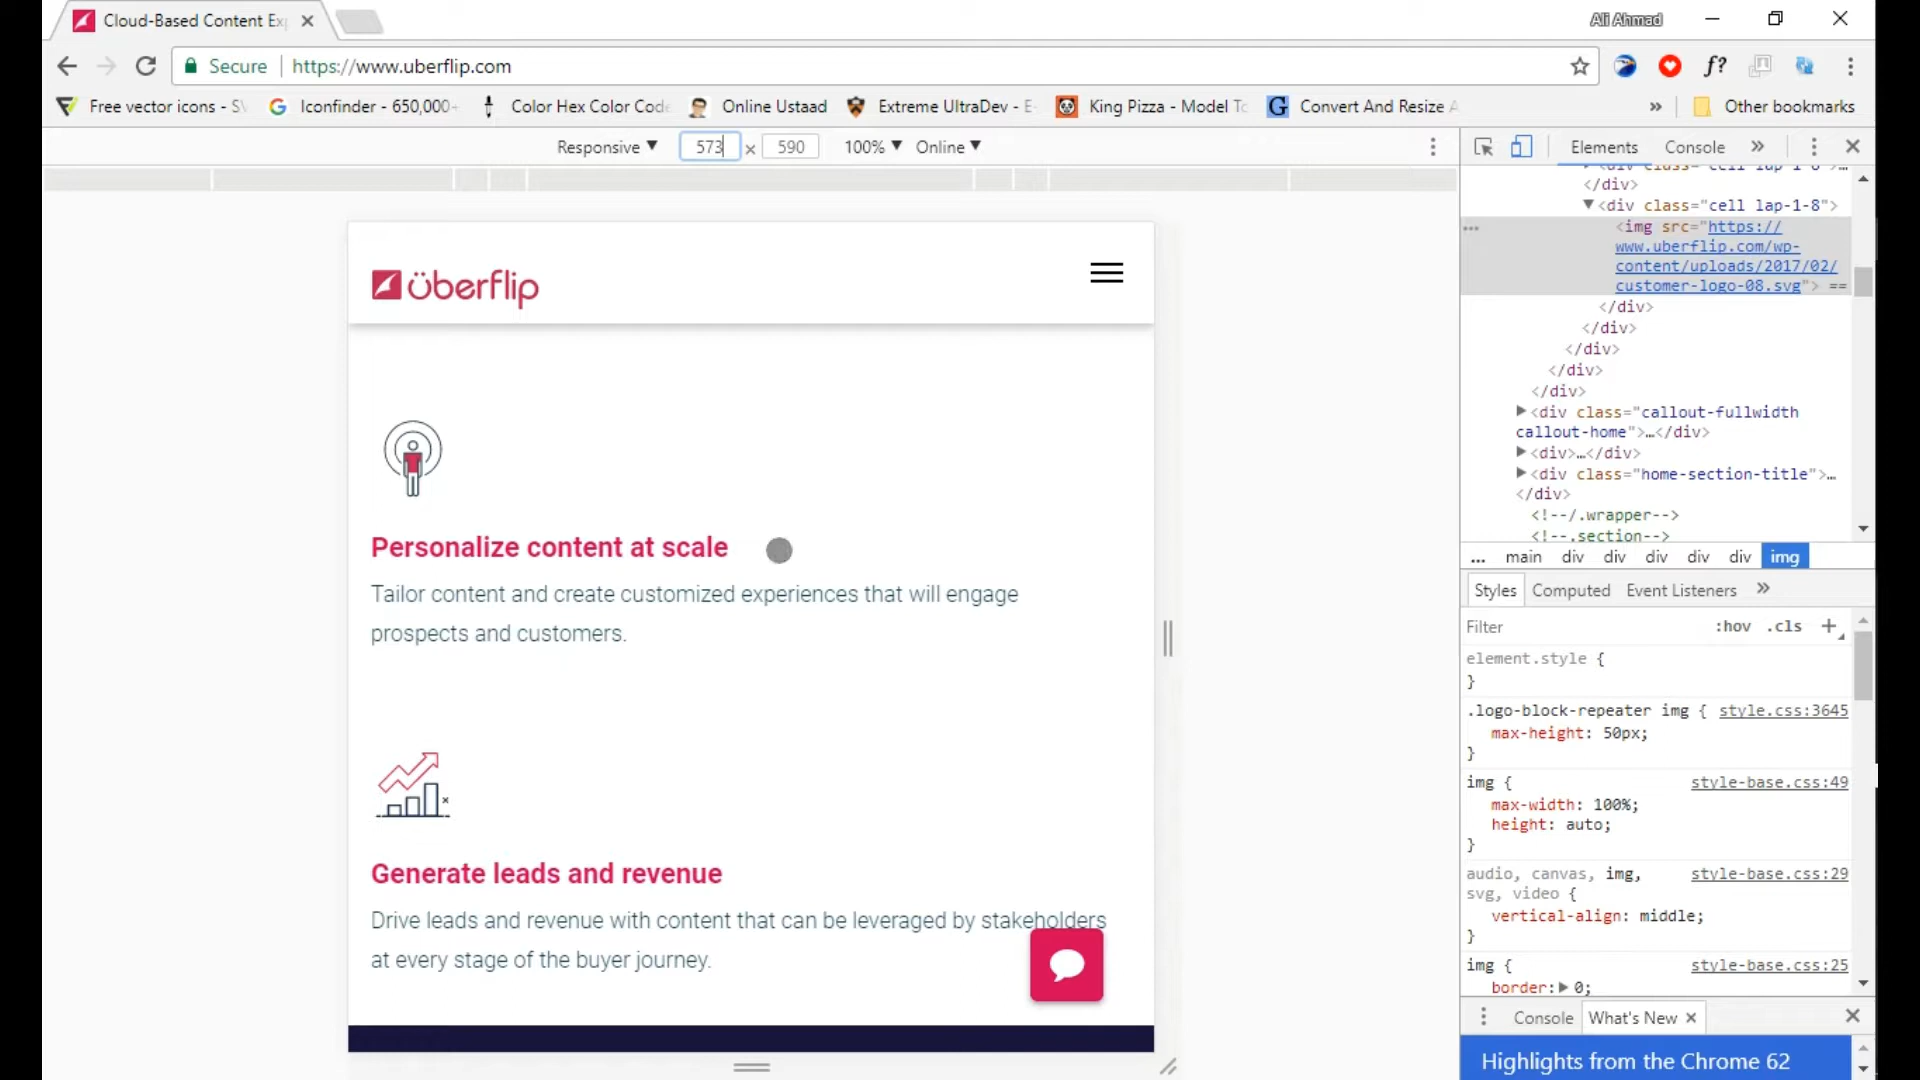 Cloud-Based Content Ex
Ali Ahmad
Secure
https://www.uberflip.com
f?
Free vector icons - SV
Iconfinder - 650,000+
Color Hex Color Code
Online Ustaad
Extreme UltraDev - E
King Pizza - Model To
Convert And Resize A
»
Other bookmarks
Responsive ▼
573 x 590
100% ▼
Online ▼
Elements
Console
»
</div>
▼<div class="cell lap-1-8">
<img src="https://
www.uberflip.com/wp-
content/uploads/2017/02/
customer-logo-08.svg"> ==
</div>
</div>
</div>
</div>
</div>
▶<div class="callout-fullwidth
callout-home">…</div>
▶<div>…</div>
▶<div class="home-section-title">…
</div>
<!--/.wrapper-->
<!--.section-->
... main div div div div div img
Styles
Computed
Event Listeners
»
Filter
:hov .cls +
element.style {
}
.logo-block-repeater img { style.css:3645
max-height: 50px;
}
img { style-base.css:49
max-width: 100%;
height: auto;
}
audio, canvas, img, style-base.css:29
svg, video {
vertical-align: middle;
}
img { style-base.css:25
border:▶ 0;
Console
What's New
Highlights from the Chrome 62
überflip
Personalize content at scale
Tailor content and create customized experiences that will engage
prospects and customers.
Generate leads and revenue
Drive leads and revenue with content that can be leveraged by stakeholders
at every stage of the buyer journey.